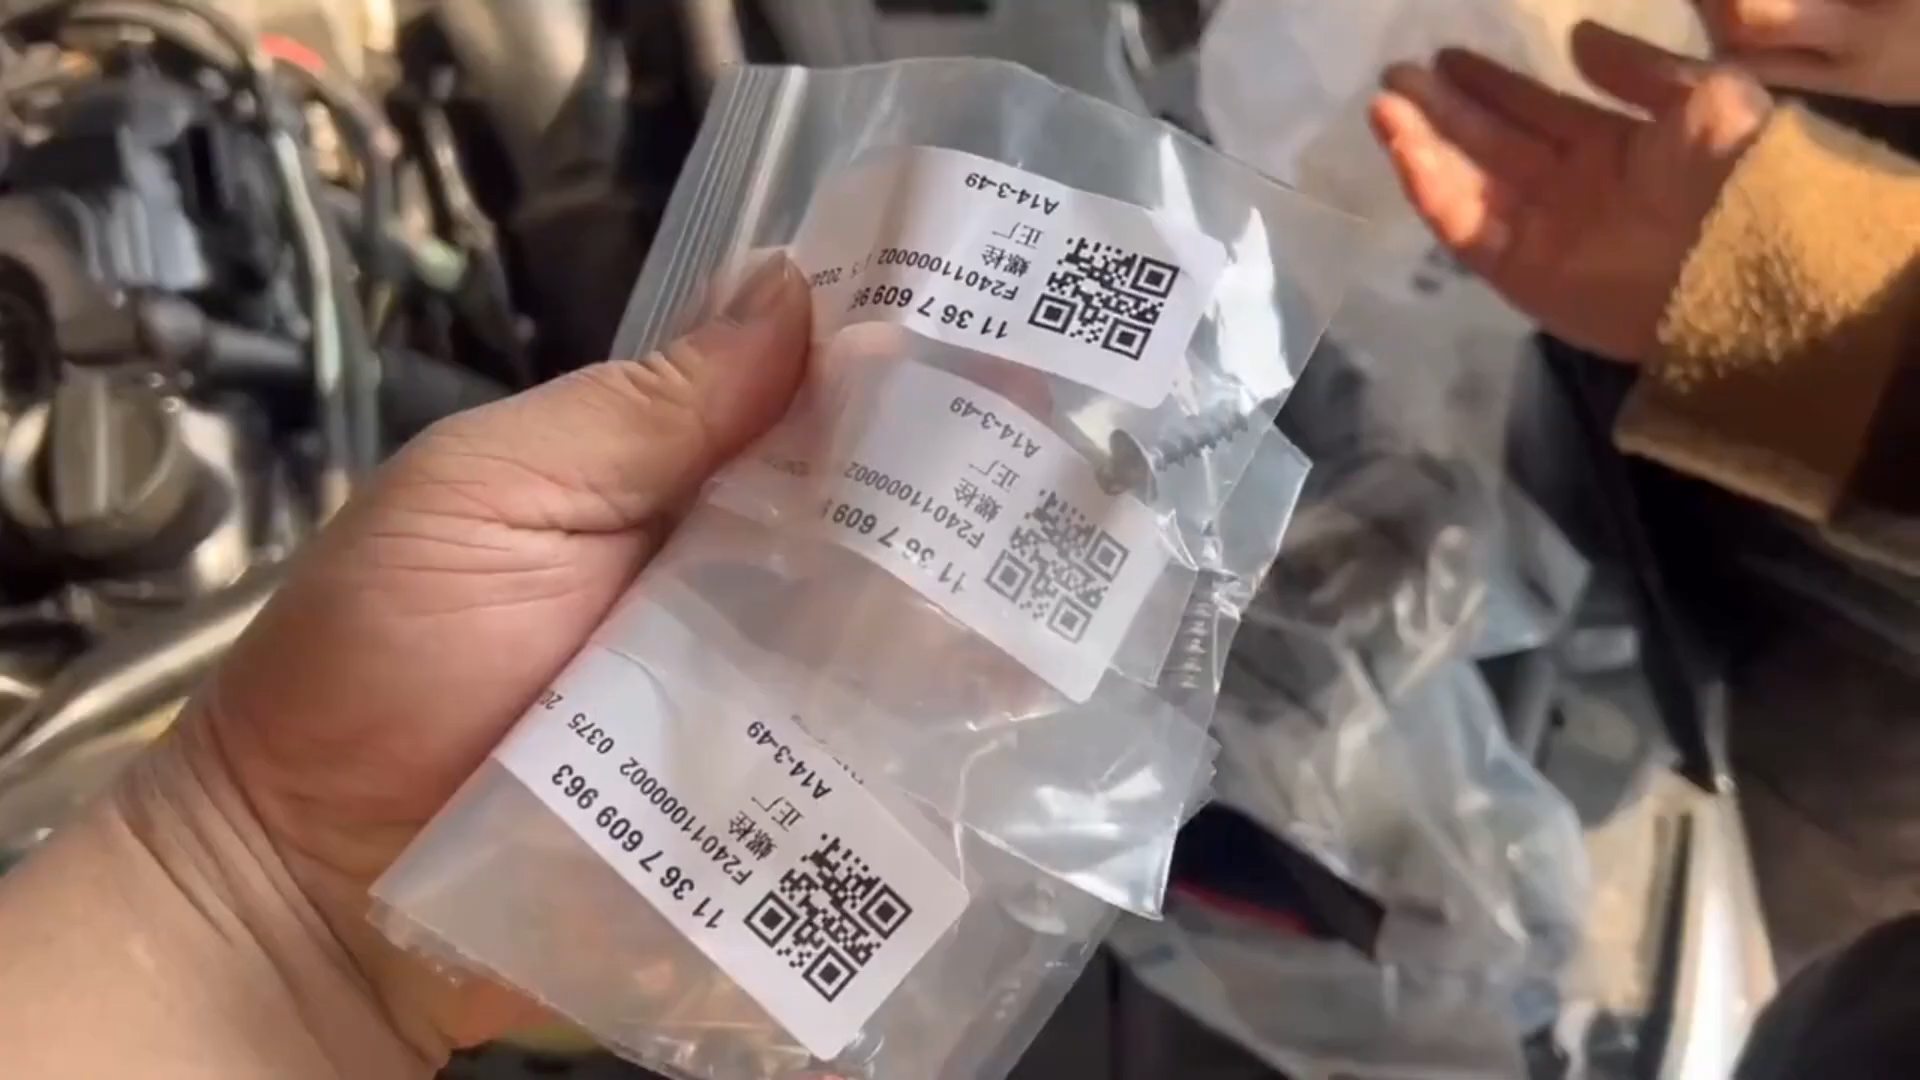 11 36 7 609 96
F24011000002
螺栓
正厂
A14-3-49
11 36 7 609
F24011000002
螺栓
正厂
A14-3-49
11 36 7 609 963
F24011000002 0375 20
螺栓
正厂
A14-3-49